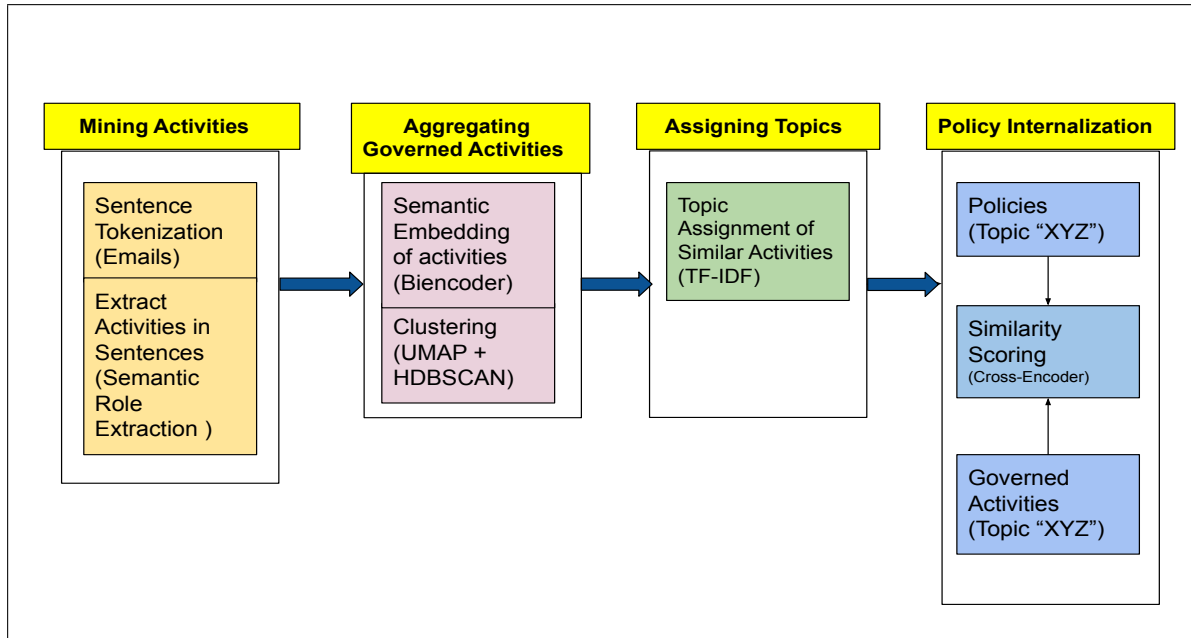 Mining Activities
Sentence
Tokenization
(Emails)
Extract
Activities in
Sentences
(Semantic
Role
Extraction )
Aggregating
Governed Activities
Semantic
Embedding
of activities
(Biencoder)
Clustering
(UMAP +
HDBSCAN)
Assigning Topics
Topic
Assignment of
Similar Activities
(TF-IDF)
Policy Internalization
Policies
(Topic “XYZ”)
Similarity
Scoring
(Cross-Encoder)
Governed
Activities
(Topic “XYZ”)